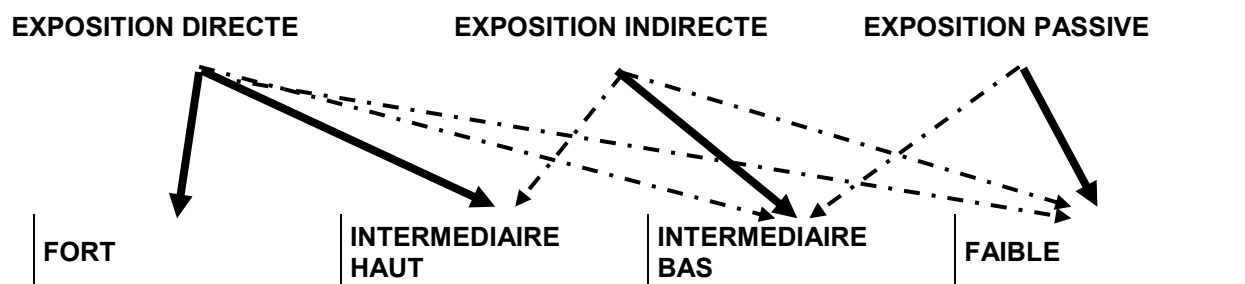 EXPOSITION DIRECTE EXPOSITION INDIRECTE EXPOSITION PASSIVE
FORT
INTERMEDIAIRE
HAUT
INTERMEDIAIRE
BAS
FAIBLE